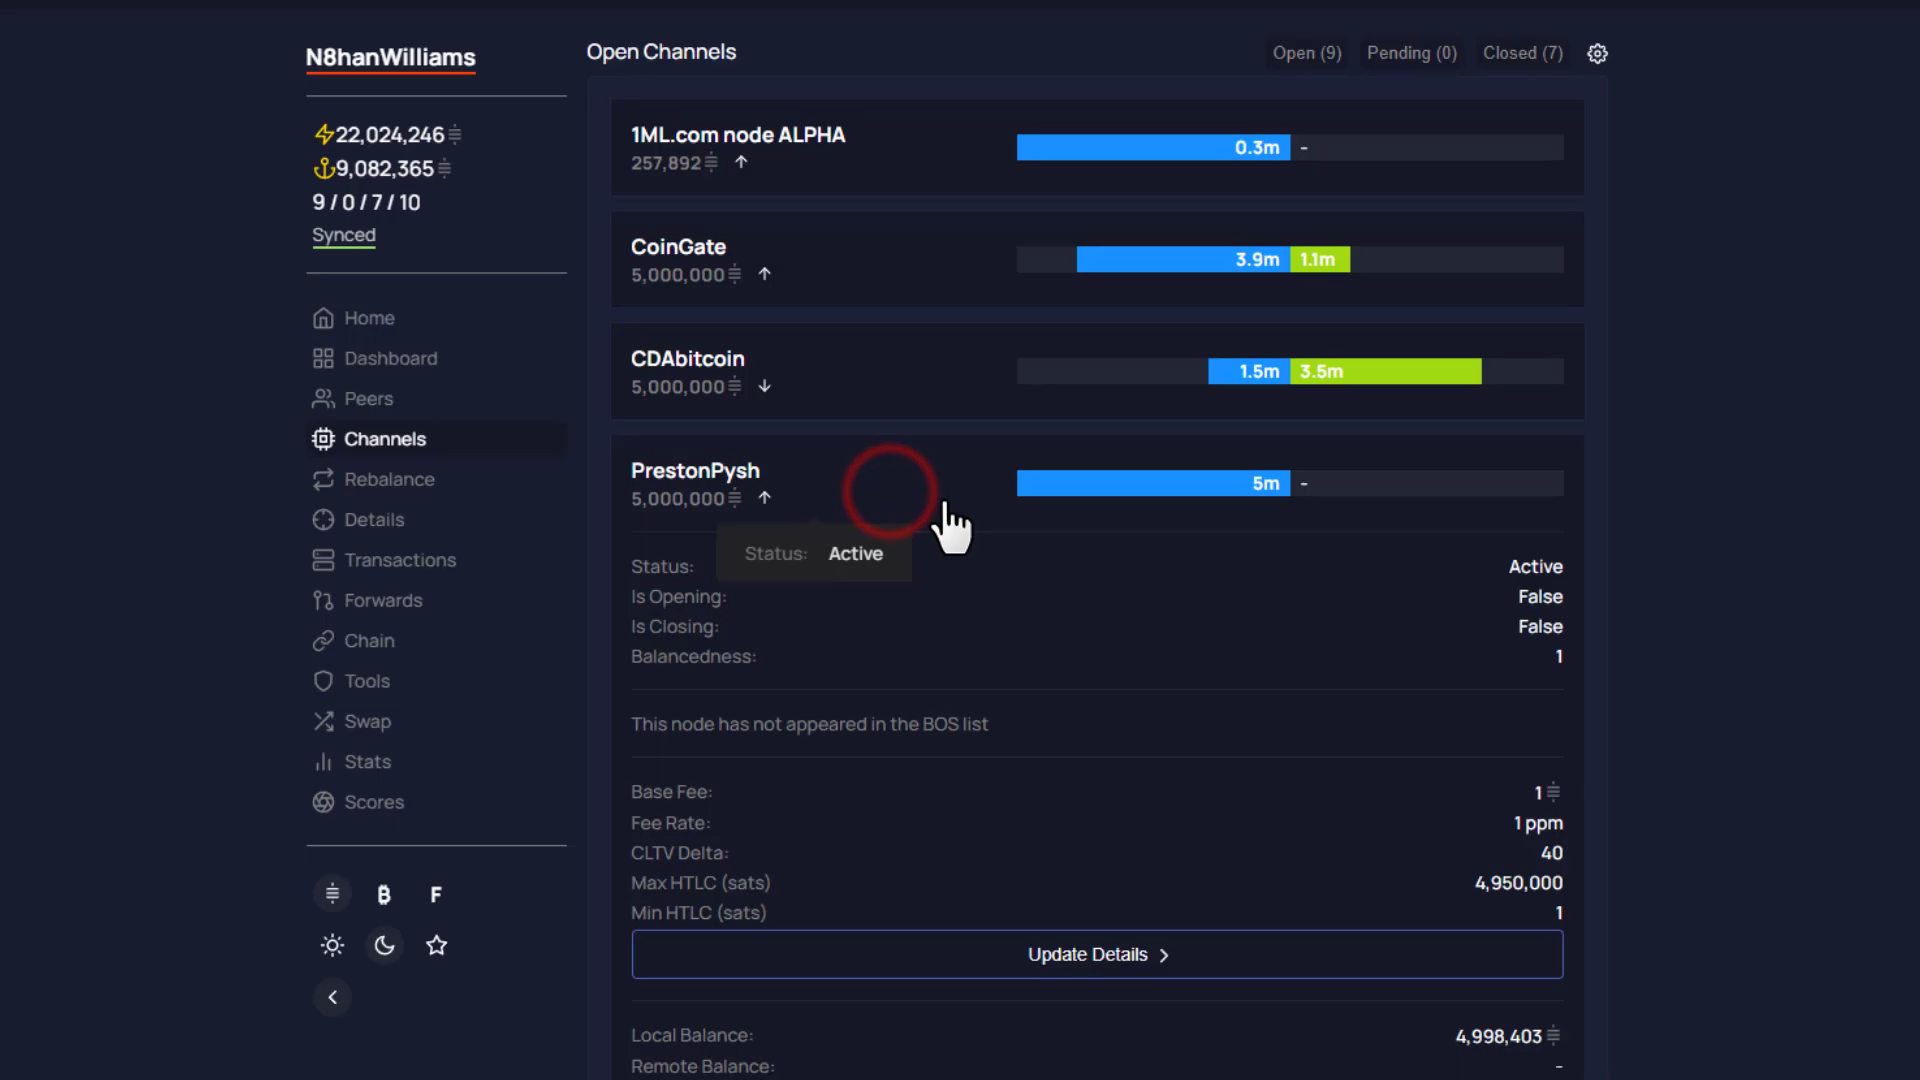 N8hanWilliams
22,024,246
9,082,365
9 / 0 / 7 / 10
Synced
Home
Dashboard
Peers
Channels
Rebalance
Details
Transactions
Forwards
Chain
Tools
Swap
Stats
Scores
F
Open Channels
Open (9) Pending (0) Closed (7)
1ML.com node ALPHA
257,892
0.3m -
CoinGate
5,000,000
3.9m 1.1m
CDAbitcoin
5,000,000
1.5m 3.5m
PrestonPysh
5,000,000
5m -
Status: Active
Status: Active
Is Opening: False
Is Closing: False
Balancedness: 1
This node has not appeared in the BOS list
Base Fee: 1
Fee Rate: 1 ppm
CLTV Delta: 40
Max HTLC (sats) 4,950,000
Min HTLC (sats) 1
Update Details
Local Balance: 4,998,403
Remote Balance: -